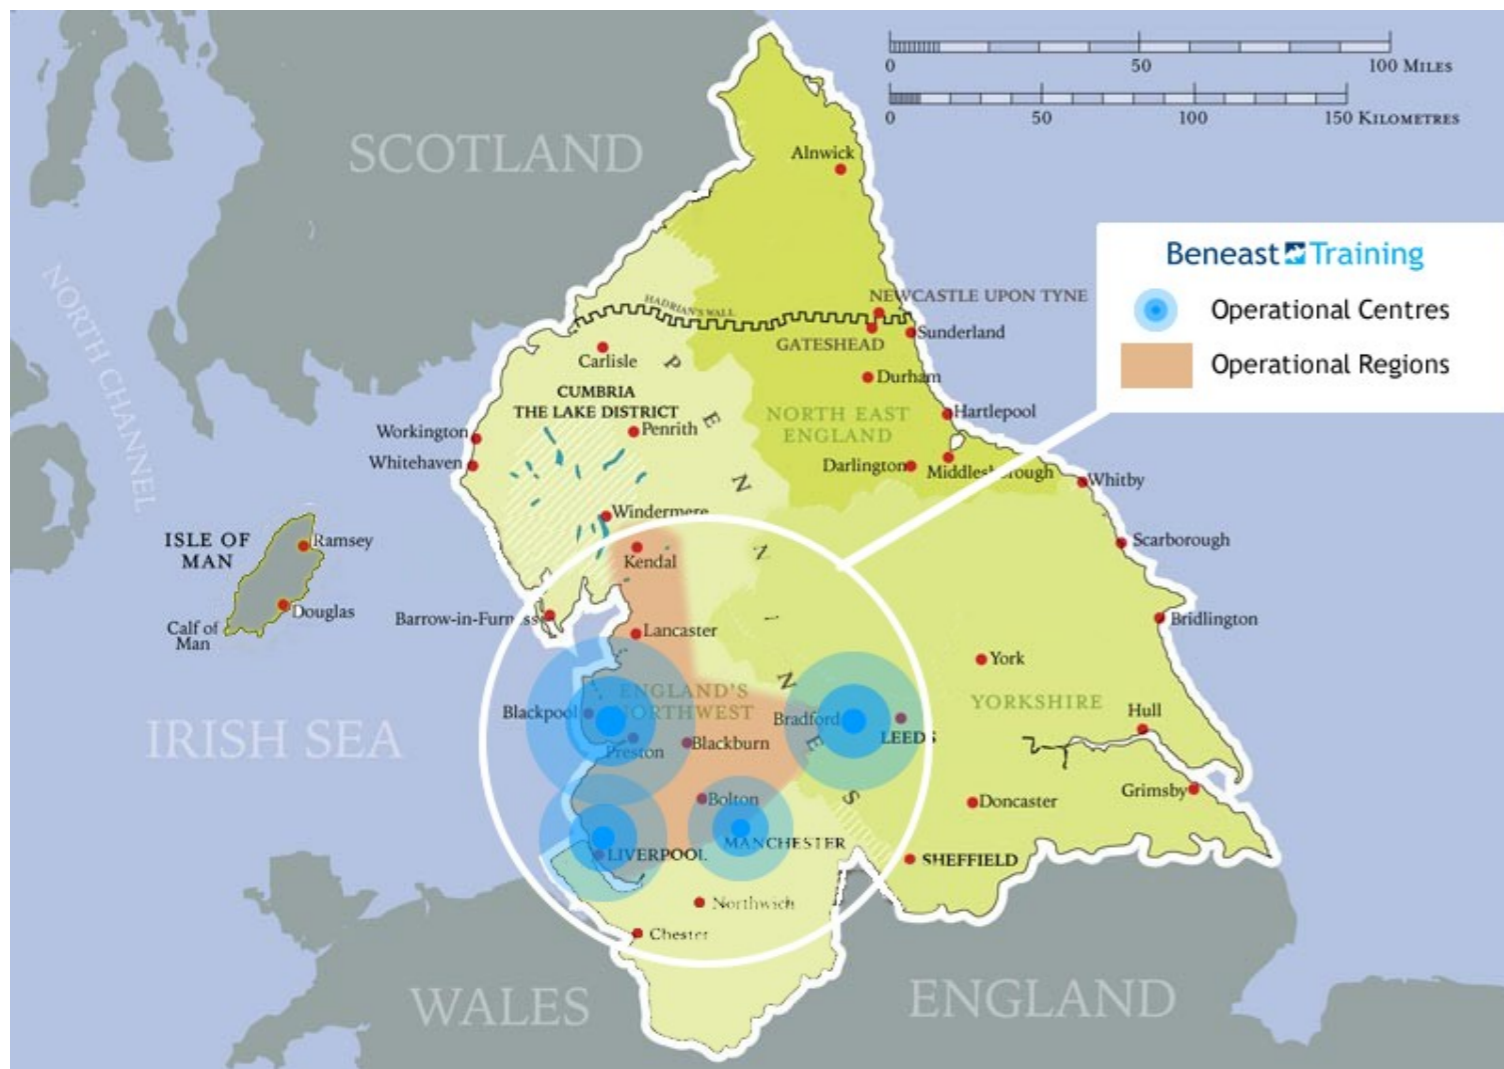 0 50 100 MILES
0 50 100 150 KILOMETRES
SCOTLAND
Alnwick
Beneast Training
Operational Centres
Operational Regions
NORTH CHANNEL
HADRIAN'S WALL
NEWCASTLE UPON TYNE
Sunderland
GATESHEAD
Carlisle
Durham
CUMBRIA
THE LAKE DISTRICT
PENNINES
NORTH EAST
ENGLAND
Hartlepool
Workington
Penrith
Whitehaven
Darlington
Middlesborough
Whitby
Windermere
ISLE OF
MAN
Ramsey
Scarborough
Kendal
Douglas
Calf of
Man
Barrow-in-Furness
Lancaster
Bridlington
York
ENGLAND'S
NORTHWEST
YORKSHIRE
Blackpool
Bradford
Hull
LEEDS
IRISH SEA
Preston
Blackburn
Bolton
Doncaster
Grimsby
MANCHESTER
LIVERPOOL
SHEFFIELD
Northwich
Chester
WALES
ENGLAND